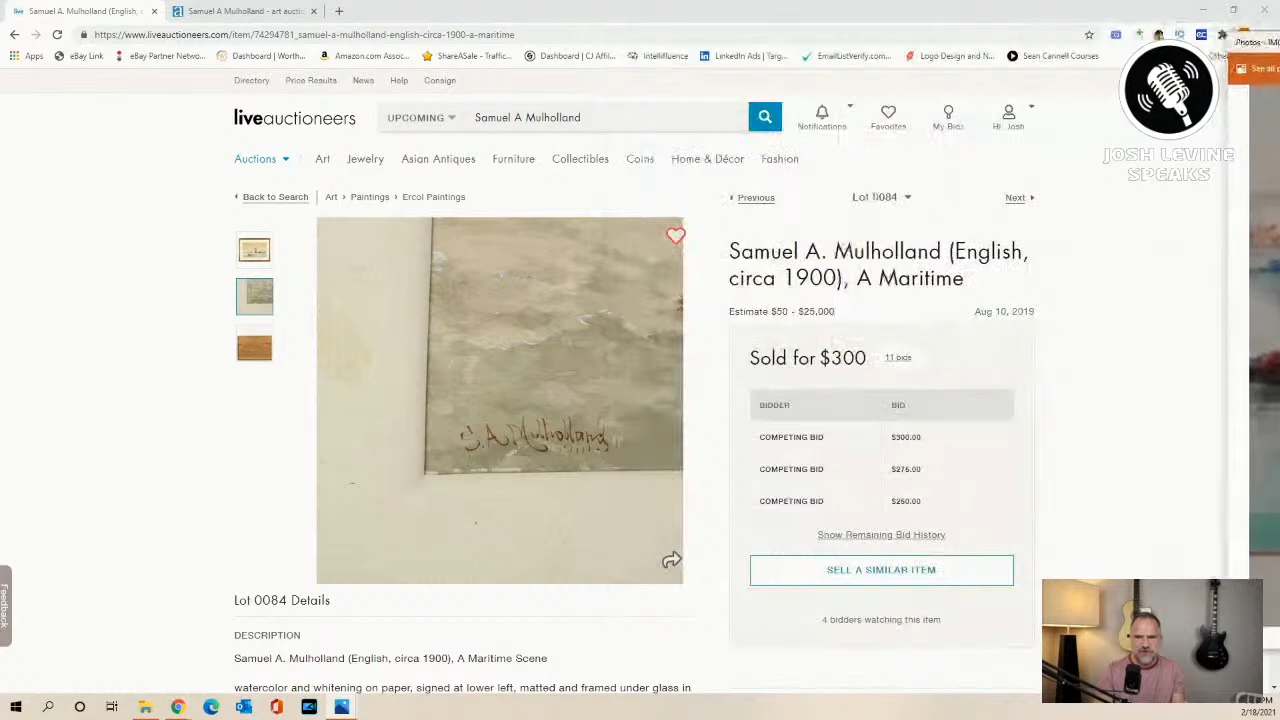 Samuel A. Mulholland (English, c
Samuel A Mulholland - art auctio
https://www.liveauctioneers.com/item/74294781_samuel-a-mulholland-english-circa-1900-a-maritime
Apps
eBay Link
eBay Partner Netwo...
Dashboard | Worth...
Amazon.com Assoc...
ShareASale - Traffic...
Dashboard | CJ Affil...
Intellifluence
LinkedIn Ads | Targ...
EmailListVerify.com...
Logo Design and N...
Sean Cannell Courses
See all p
Directory
Price Results
News
Help
Consign
liveauctioneers
UPCOMING
Samuel A Mulholland
Notifications
Favorites
My Bids
Hi, Josh
JOSH LEVINE
SPEAKS
Auctions
Art
Jewelry
Asian Antiques
Furniture
Collectibles
Coins
Home & Décor
Fashion
Back to Search
Art › Paintings › Ercol Paintings
Previous
Lot 0084
Next
Samuel A. Mulholland (English,
circa 1900), A Maritime
Estimate $50 - $25,000
Aug 10, 2019
Sold for $300
11 bids
BIDDER
BID
COMPETING BID
$300.00
COMPETING BID
$275.00
COMPETING BID
$250.00
S.A Mulholland
Show Remaining Bid History
SELL A SIMILAR ITEM
4 bidders watching this item
Feedback
Lot 0084 Details
DESCRIPTION
Samuel A. Mulholland (English, circa 1900), A Maritime Scene
watercolor and whitening on paper, signed at lower left, matted and framed under glass in
PM
2/18/2021